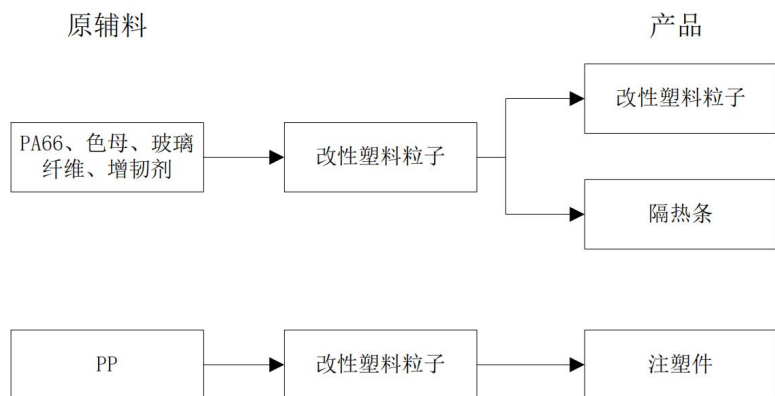 原辅料
产品
PA66、色母、玻璃
纤维、增韧剂
改性塑料粒子
改性塑料粒子
隔热条
PP
改性塑料粒子
注塑件